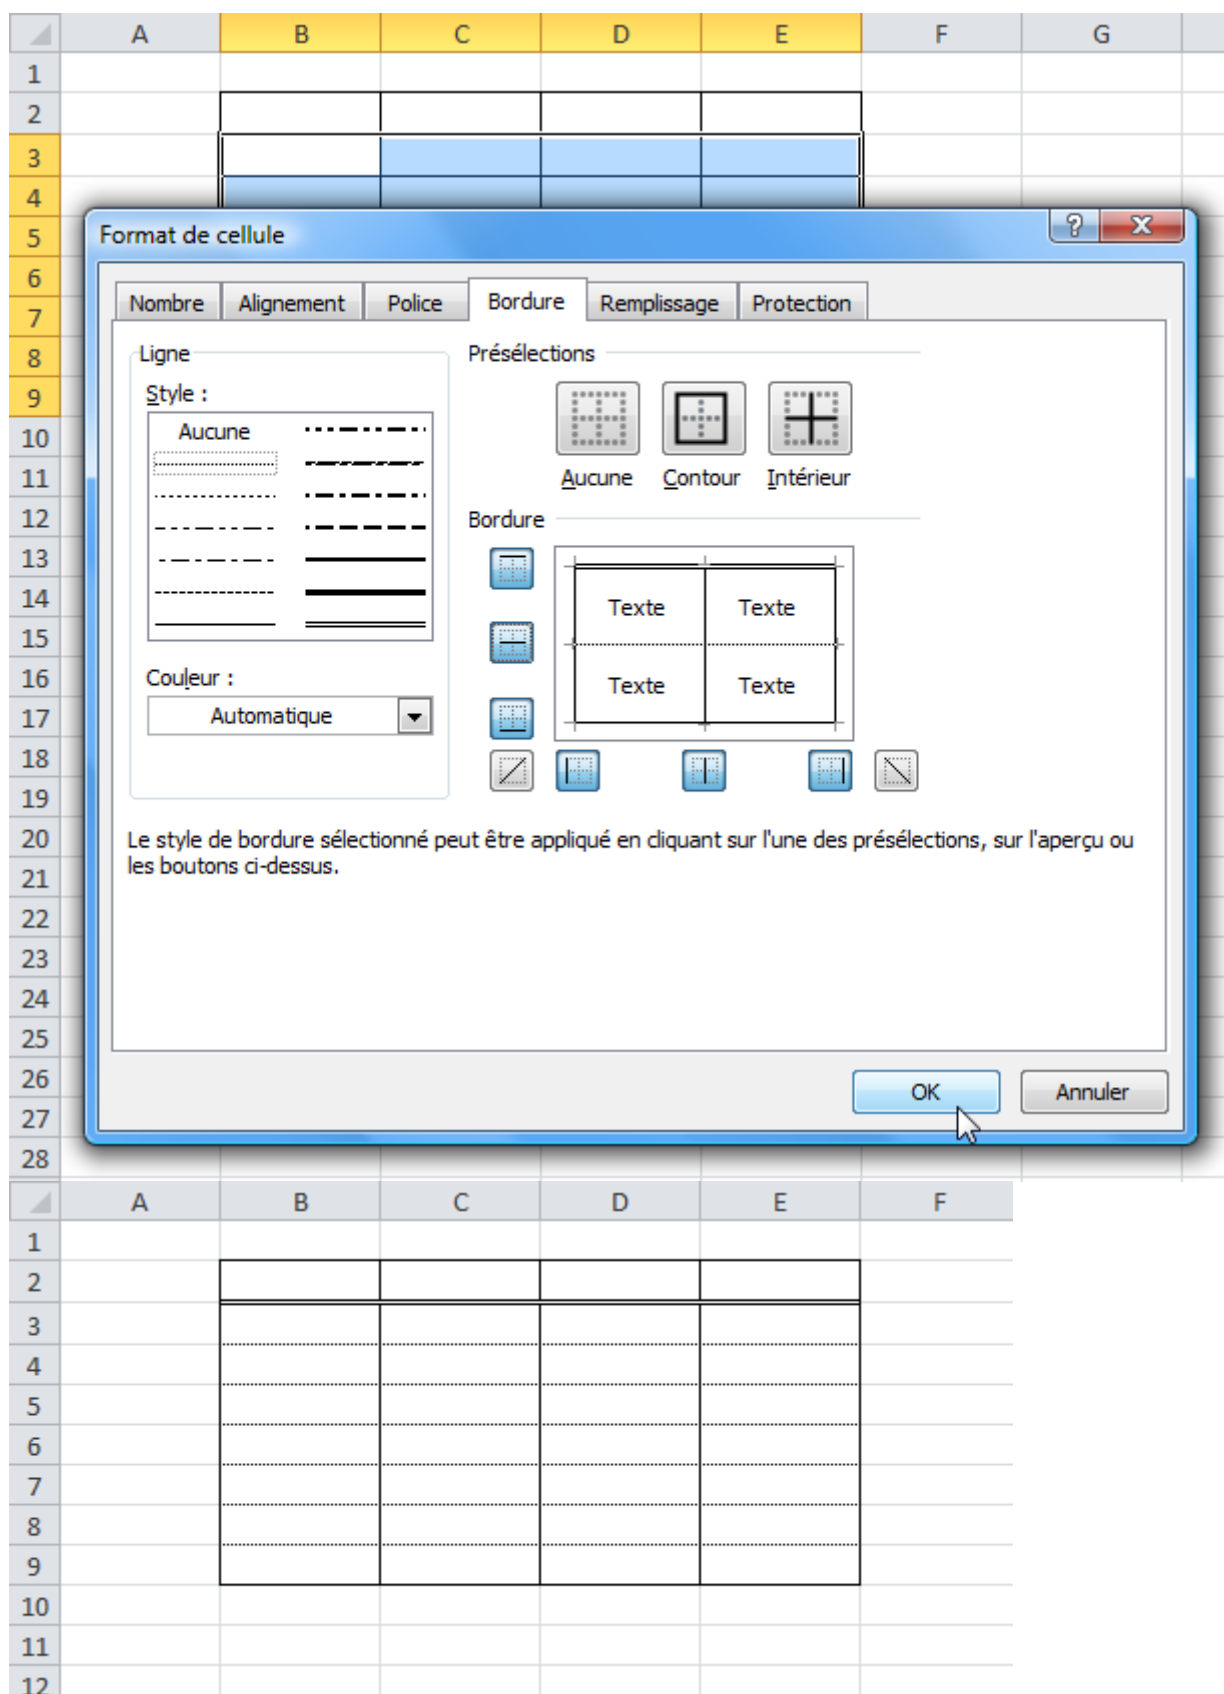 A B C D E F G
1
2
3
4
5
6
7
8
9
10
11
12
13
14
15
16
17
18
19
20
21
22
23
24
25
26
27
28
Format de cellule
Nombre Alignement Police Bordure Remplissage Protection
Ligne
Style :
Aucune
Couleur :
Automatique
Présélections
Aucune Contour Intérieur
Bordure
Texte Texte
Texte Texte
Le style de bordure sélectionné peut être appliqué en cliquant sur l'une des présélections, sur l'aperçu ou
les boutons ci-dessus.
OK Annuler
A B C D E F
1
2
3
4
5
6
7
8
9
10
11
12